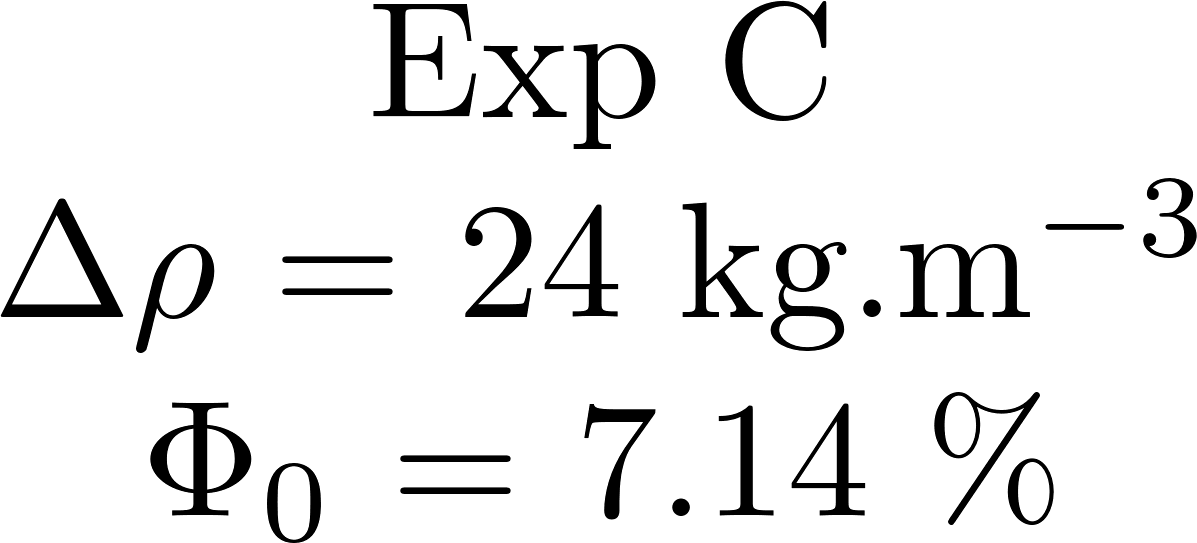 Exp C
Δρ = 24 kg.m⁻³
Φ₀ = 7.14 %